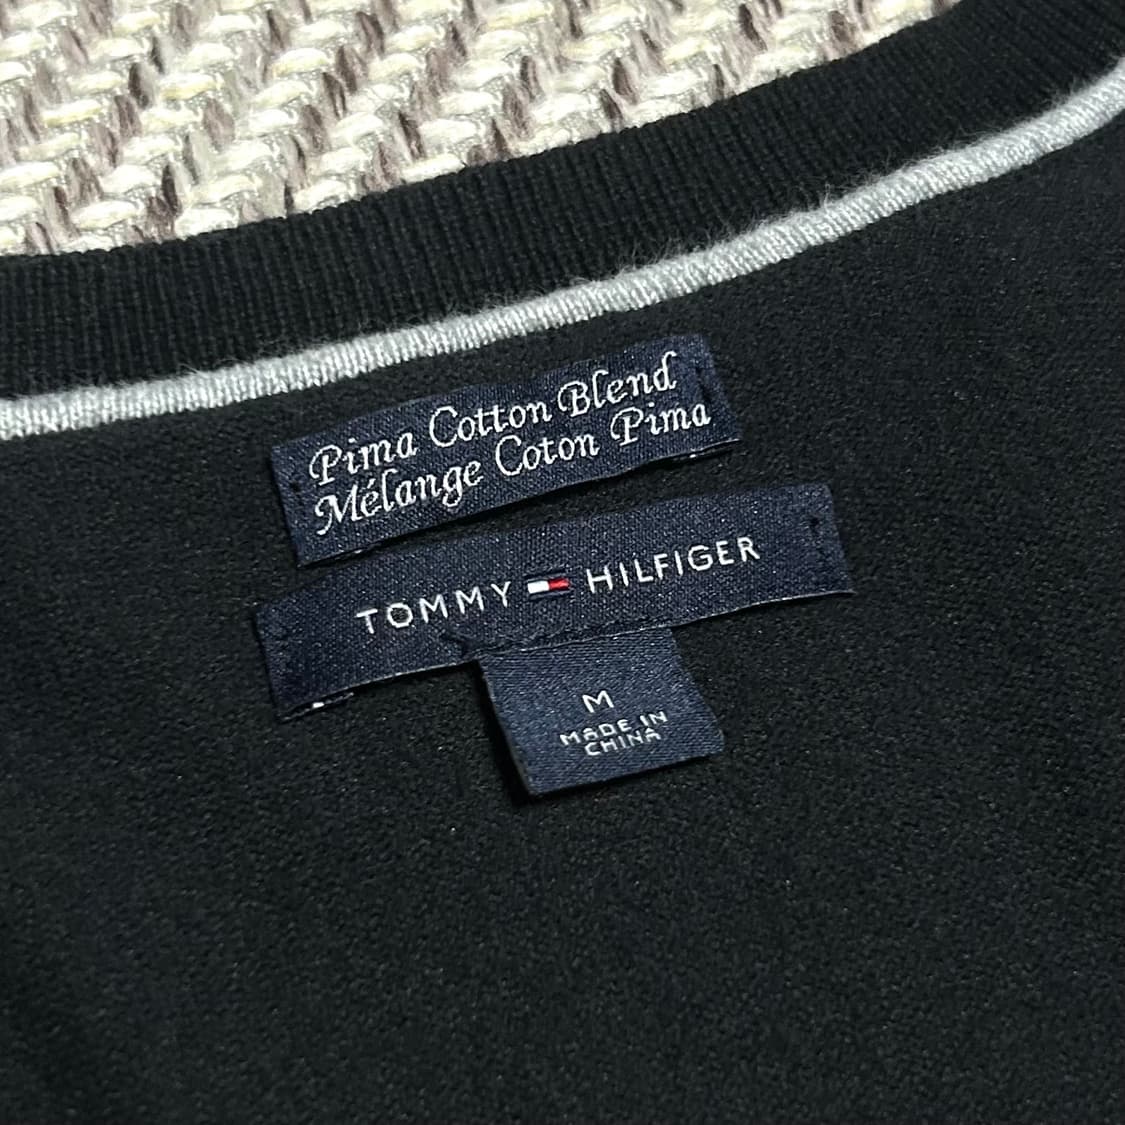 Pima Cotton Blend
Mélange Coton Pima
TOMMY HILFIGER
M
MADE IN
CHINA